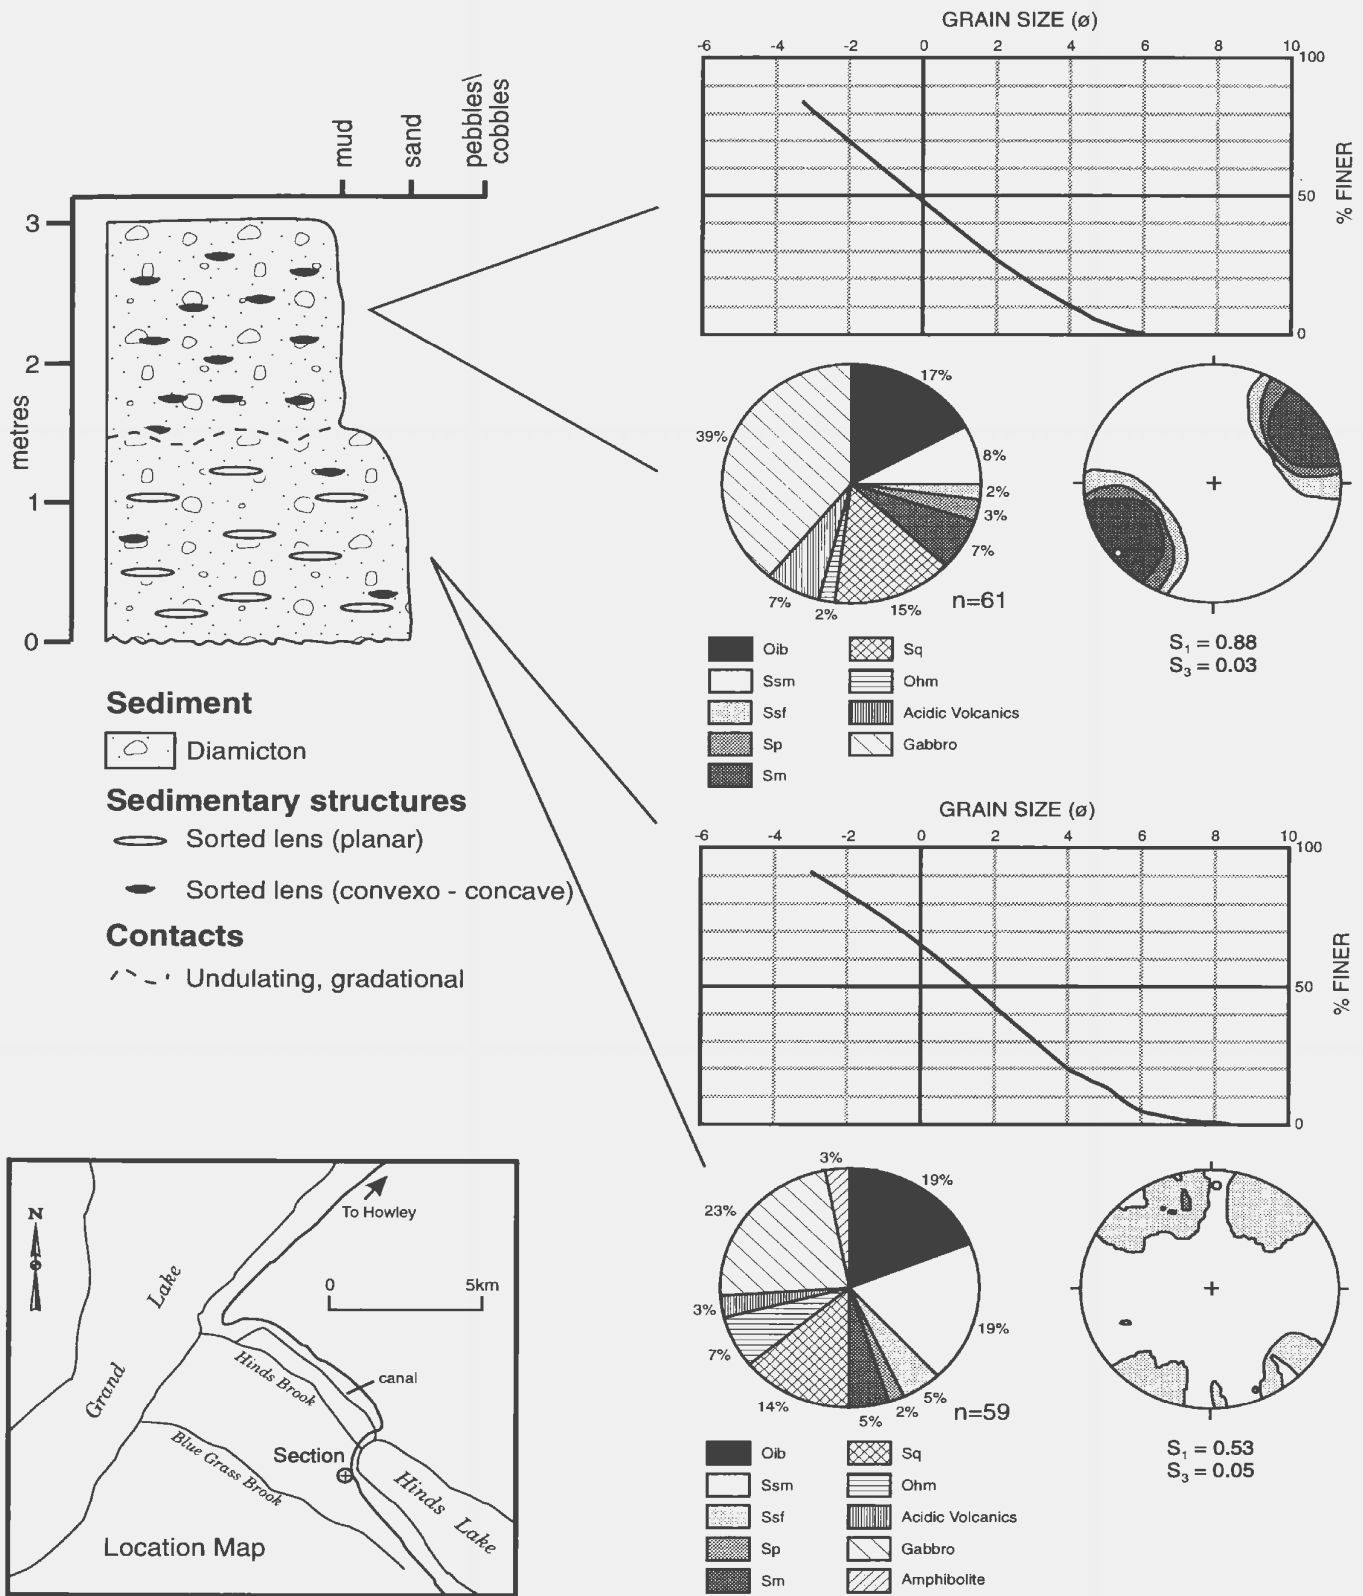 mud
sand
pebbles\
cobbles
3
2
1
0
metres
Sediment
Diamicton
Sedimentary structures
Sorted lens (planar)
Sorted lens (convexo - concave)
Contacts
Undulating, gradational
GRAIN SIZE (ø)
-6 -4 -2 0 2 4 6 8 10
100
50
0
% FINER
17%
8%
2%
3%
7%
15%
2%
7%
39%
n=61
S1 = 0.88
S3 = 0.03
Oib
Ssm
Ssf
Sp
Sm
Sq
Ohm
Acidic Volcanics
Gabbro
GRAIN SIZE (ø)
-6 -4 -2 0 2 4 6 8 10
100
50
0
% FINER
3%
19%
19%
5%
2%
5%
14%
7%
3%
23%
n=59
S1 = 0.53
S3 = 0.05
Oib
Ssm
Ssf
Sp
Sm
Sq
Ohm
Acidic Volcanics
Gabbro
Amphibolite
N
To Howley
0 5km
Grand Lake
Hinds Brook
canal
Blue Grass Brook
Section
Hinds Lake
Location Map